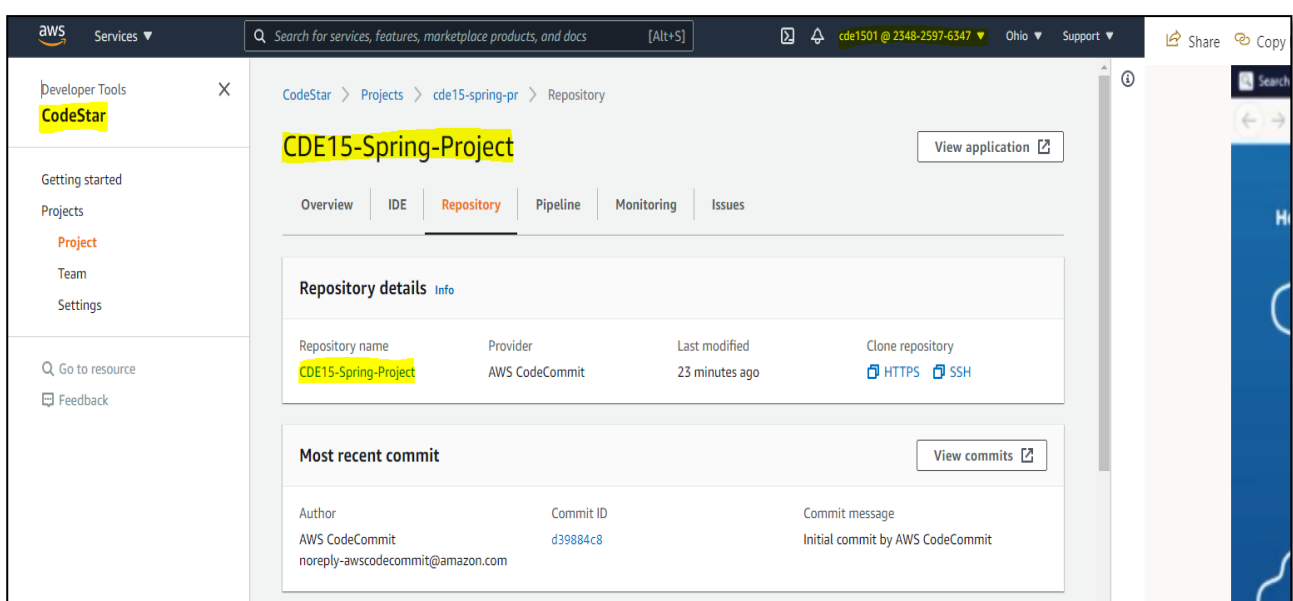 aws Services ▼ Search for services, features, marketplace products, and docs [Alt+S] cde1501 @ 2348-2597-6347 ▼ Ohio ▼ Support ▼ Share Copy
Developer Tools X
CodeStar
Getting started
Projects
Project
Team
Settings
Go to resource
Feedback
CodeStar > Projects > cde15-spring-pr > Repository
CDE15-Spring-Project View application
Overview IDE Repository Pipeline Monitoring Issues
Repository details Info
Repository name Provider Last modified Clone repository
CDE15-Spring-Project AWS CodeCommit 23 minutes ago HTTPS SSH
Most recent commit View commits
Author Commit ID Commit message
AWS CodeCommit d39884c8 Initial commit by AWS CodeCommit
noreply-awscodecommit@amazon.com
Search